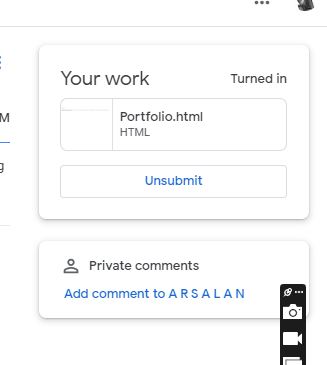 Your work
Turned in
Portfolio.html
HTML
Unsubmit
Private comments
Add comment to A R S A L A N
M
g